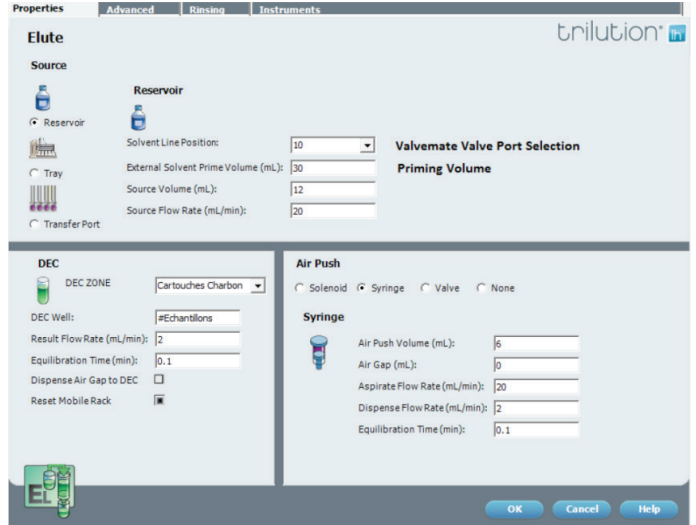 Properties Advanced Rinsing Instruments
Elute
trilution® lh
Source
Reservoir
Reservoir
Solvent Line Position: 10 Valvemate Valve Port Selection
External Solvent Prime Volume (mL): 30 Priming Volume
Tray
Source Volume (mL): 12
Source Flow Rate (mL/min): 20
Transfer Port
DEC
DEC ZONE Cartouches Charbon
DEC Well: #Echantillons
Result Flow Rate (mL/min): 2
Equilibration Time (min): 0.1
Dispense Air Gap to DEC
Reset Mobile Rack
EL
Air Push
Solenoid Syringe Valve None
Syringe
Air Push Volume (mL): 6
Air Gap (mL): 0
Aspirate Flow Rate (mL/min): 20
Dispense Flow Rate (mL/min): 2
Equilibration Time (min): 0.1
OK Cancel Help